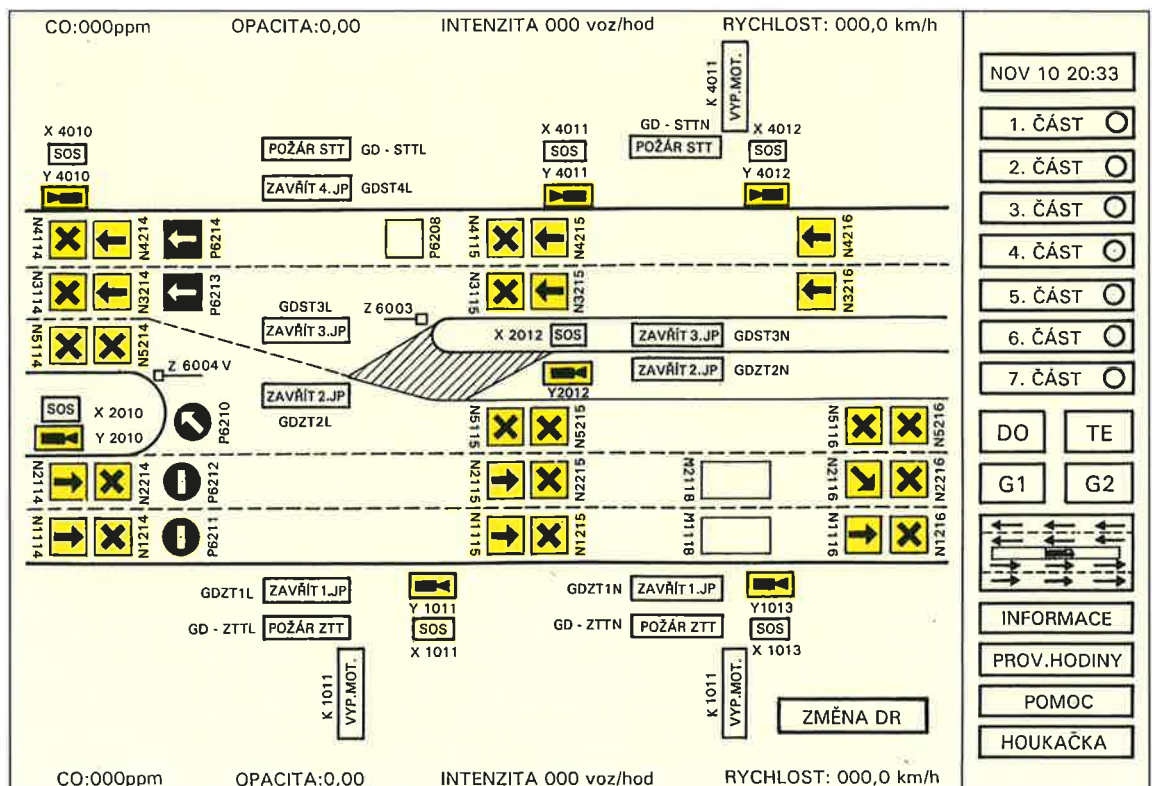 CO:000ppm OPACITA:0,00 INTENZITA 000 voz/hod RYCHLOST: 000,0 km/h
K 4011
VYP.MOT.
X 4010
SOS
Y 4010
POŽÁR STT GD - STTL
ZAVŘÍT 4.JP GDST4L
X 4011
SOS
Y 4011
GD - STTN
POŽÁR STT
X 4012
SOS
Y 4012
N4114 N4214 P6214 P6208 N4115 N4215 N4216
N3114 N3214 P6213 N3115 N3215 N3216
GDST3L
ZAVŘÍT 3.JP
Z 6003
N5114 N5214
X 2012 SOS ZAVŘÍT 3.JP GDST3N
Z 6004 V
ZAVŘÍT 2.JP GDZT2N
Y2012
ZAVŘÍT 2.JP
GDZT2L
SOS X 2010
Y 2010
P6210 N5115 N5215 N5116 N5216
N2114 N2214 P6212 N2115 N2215 M2118 N2116 N2216
N1114 N1214 P6211 N1115 N1215 M1118 N1116 N1216
GDZT1L ZAVŘÍT 1.JP
GD - ZTTL POŽÁR ZTT
Y 1011
SOS
X 1011
GDZT1N ZAVŘÍT 1.JP
GD - ZTTN POŽÁR ZTT
Y1013
SOS
X 1013
K 1011
VYP.MOT.
K 1011
VYP.MOT.
ZMĚNA DR
CO:000ppm OPACITA:0,00 INTENZITA 000 voz/hod RYCHLOST: 000,0 km/h
NOV 10 20:33
1. ČÁST
2. ČÁST
3. ČÁST
4. ČÁST
5. ČÁST
6. ČÁST
7. ČÁST
DO TE
G1 G2
INFORMACE
PROV.HODINY
POMOC
HOUKAČKA